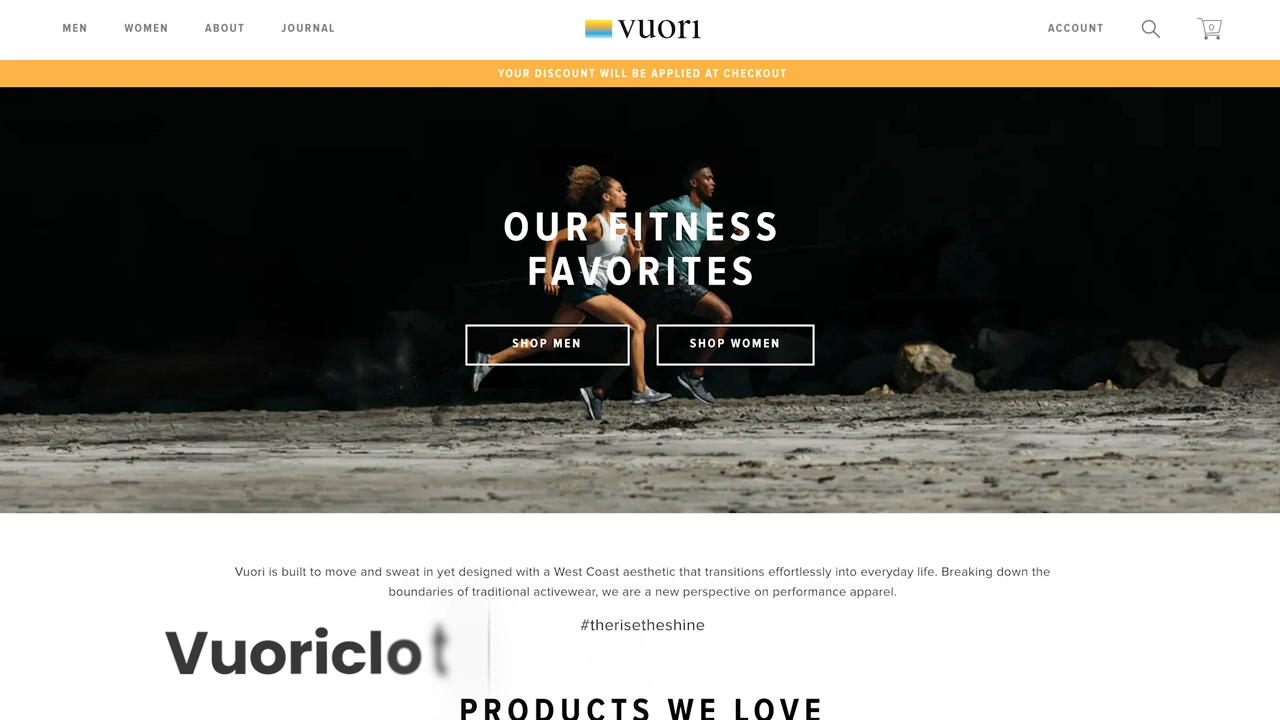 MEN WOMEN ABOUT JOURNAL vuori ACCOUNT 0
YOUR DISCOUNT WILL BE APPLIED AT CHECKOUT
OUR FITNESS
FAVORITES
SHOP MEN SHOP WOMEN
Vuori is built to move and sweat in yet designed with a West Coast aesthetic that transitions effortlessly into everyday life. Breaking down the
boundaries of traditional activewear, we are a new perspective on performance apparel.
#therisetheshine
Vuoriclot
PRODUCTS WE LOVE